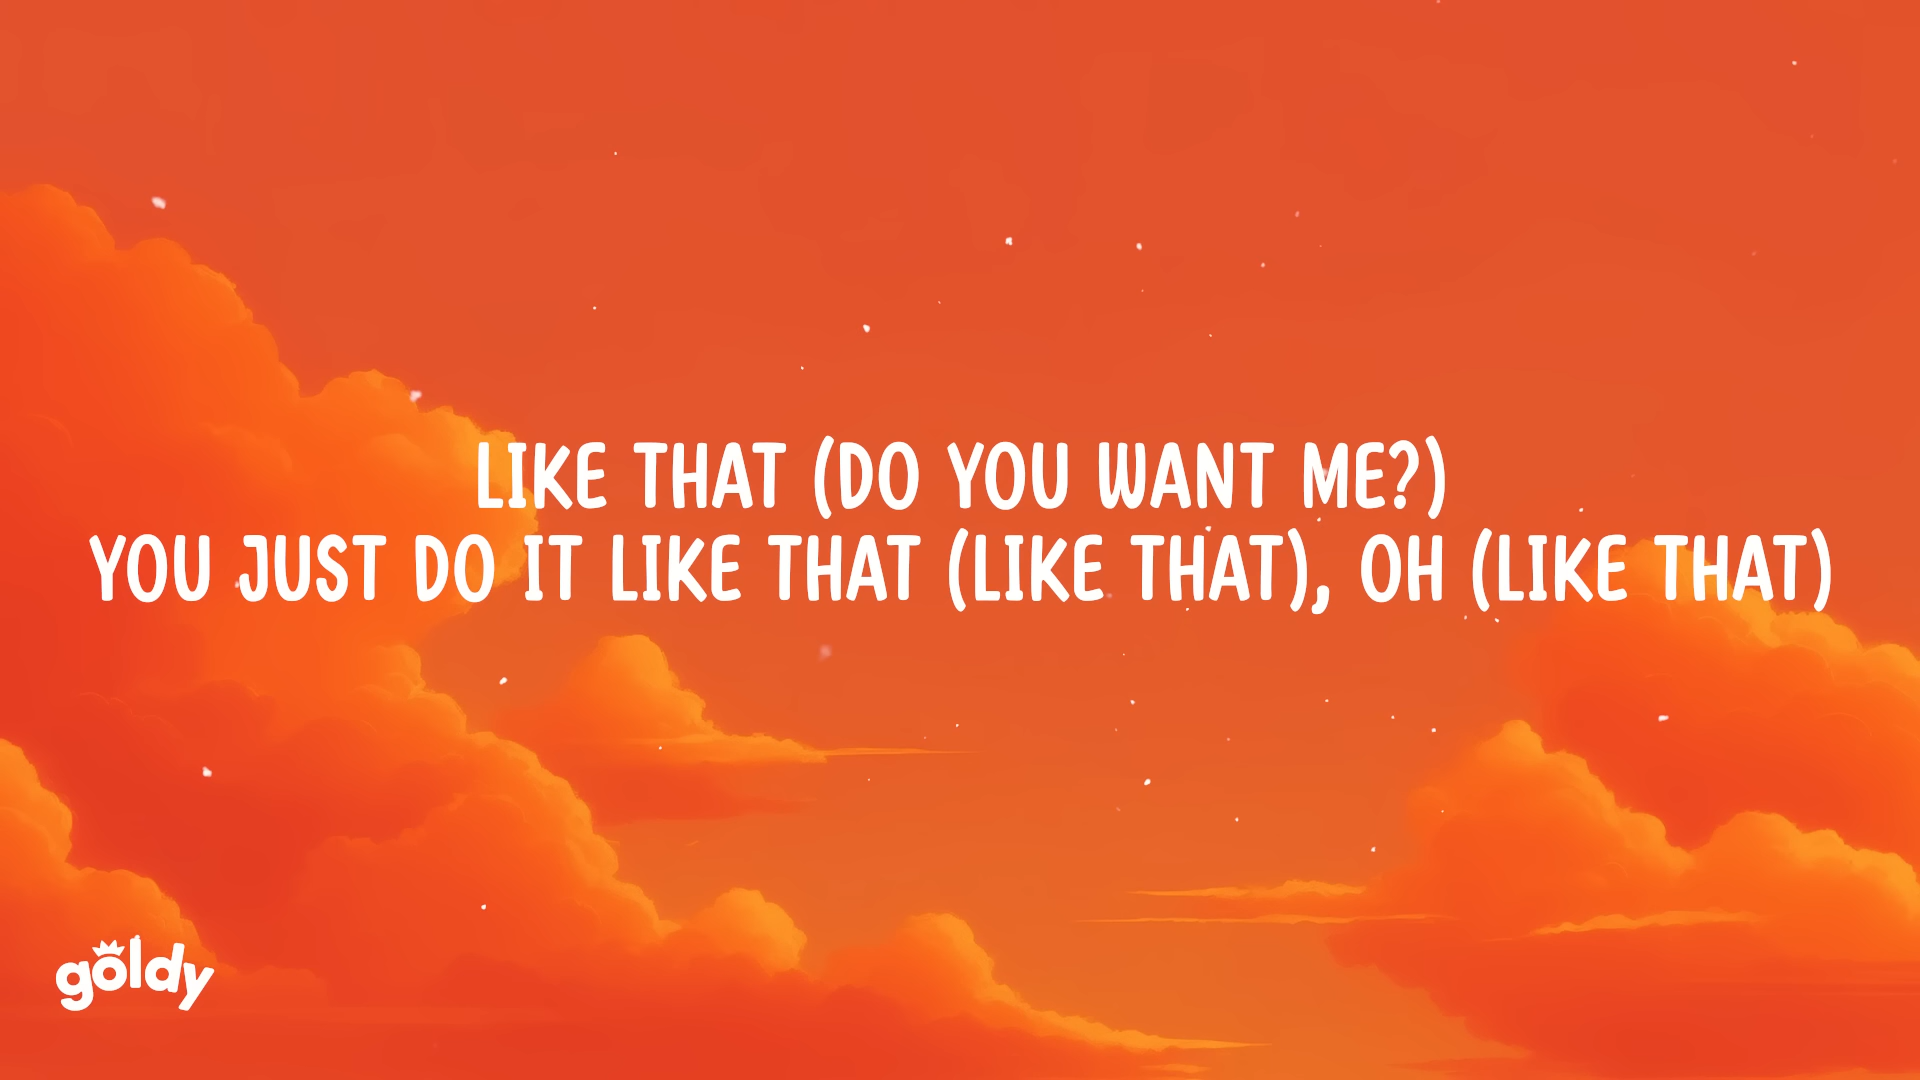 LIKE THAT (DO YOU WANT ME?)
YOU JUST DO IT LIKE THAT (LIKE THAT), OH (LIKE THAT)
goldy